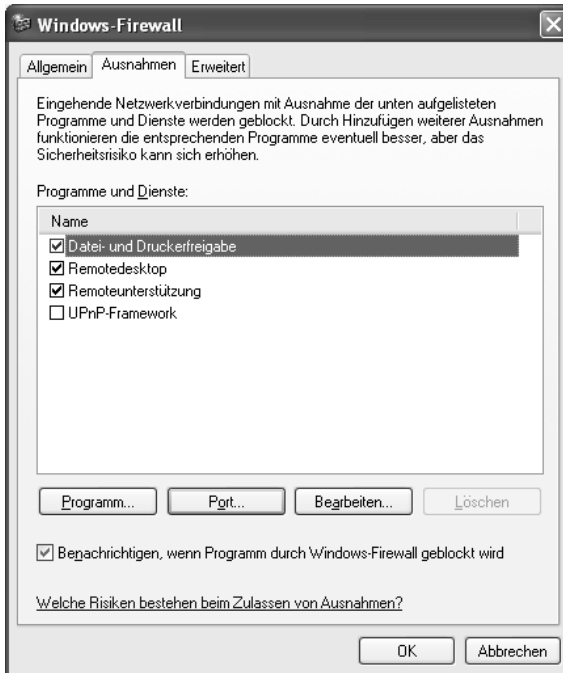 Windows-Firewall
Allgemein Ausnahmen Erweitert
Eingehende Netzwerkverbindungen mit Ausnahme der unten aufgelisteten
Programme und Dienste werden geblockt. Durch Hinzufügen weiterer Ausnahmen
funktionieren die entsprechenden Programme eventuell besser, aber das
Sicherheitsrisiko kann sich erhöhen.
Programme und Dienste:
Name
Datei- und Druckerfreigabe
Remotedesktop
Remoteunterstützung
UPnP-Framework
Programm... Port... Bearbeiten... Löschen
Benachrichtigen, wenn Programm durch Windows-Firewall geblockt wird
Welche Risiken bestehen beim Zulassen von Ausnahmen?
OK Abbrechen